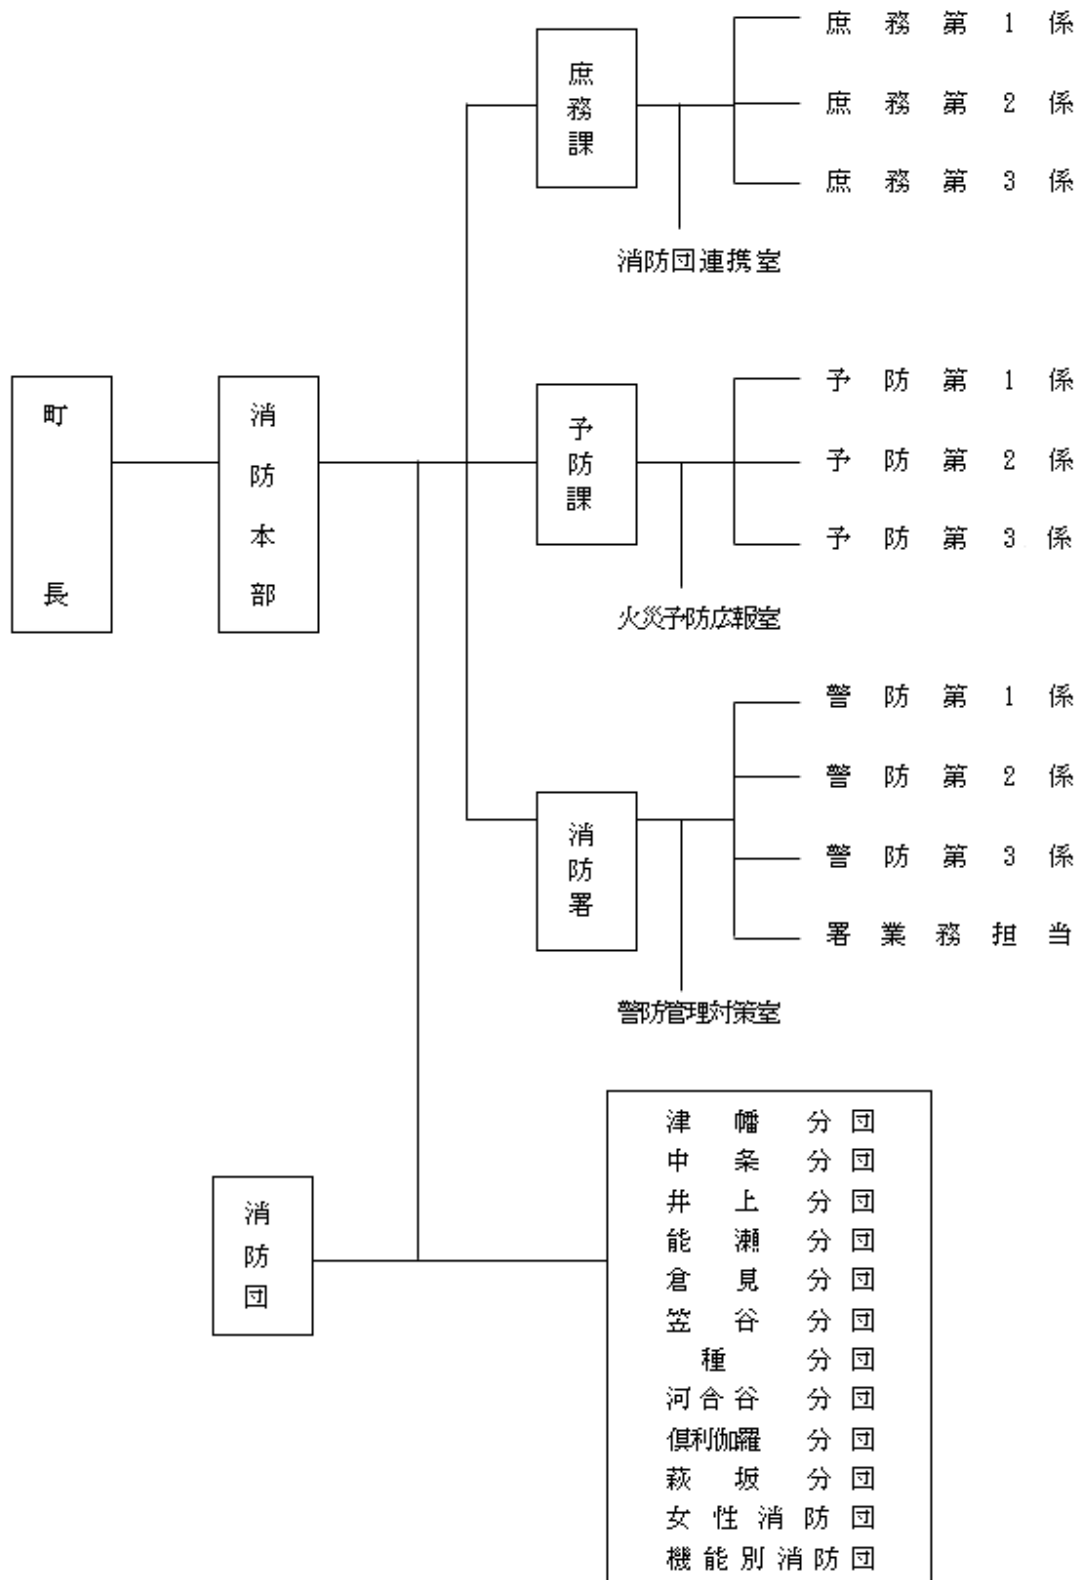 町長
消防本部
庶務課
庶務第1係
庶務第2係
庶務第3係
消防団連携室
予防課
予防第1係
予防第2係
予防第3係
火災予防広報室
消防署
警防第1係
警防第2係
警防第3係
署業務担当
警防管理対策室
消防団
津幡分団
中条分団
井上分団
能瀬分団
倉見分団
笠谷分団
種分団
河合谷分団
倶利伽羅分団
萩坂分団
女性消防団
機能別消防団